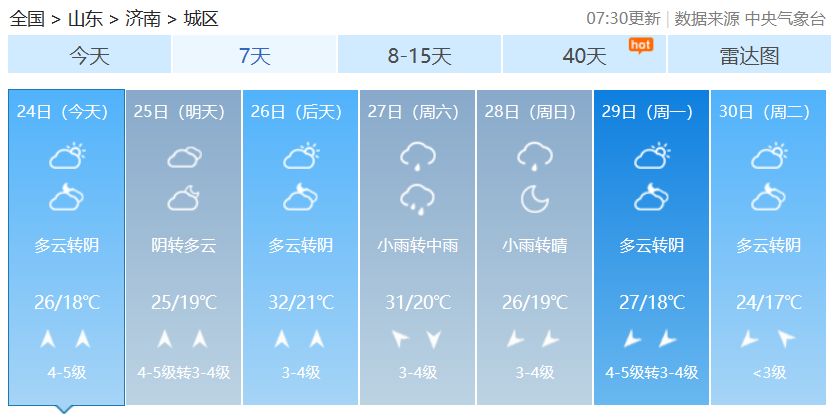 全国 > 山东 > 济南 > 城区 07:30更新 | 数据来源 中央气象台
今天 7天 8-15天 40天 hot 雷达图
24日（今天） 25日（明天） 26日（后天） 27日（周六） 28日（周日） 29日（周一） 30日（周二）
多云转阴 阴转多云 多云转阴 小雨转中雨 小雨转晴 多云转阴 多云转阴
26/18℃ 25/19℃ 32/21℃ 31/20℃ 26/19℃ 27/18℃ 24/17℃
4-5级 4-5级转3-4级 3-4级 3-4级 3-4级 4-5级转3-4级 <3级